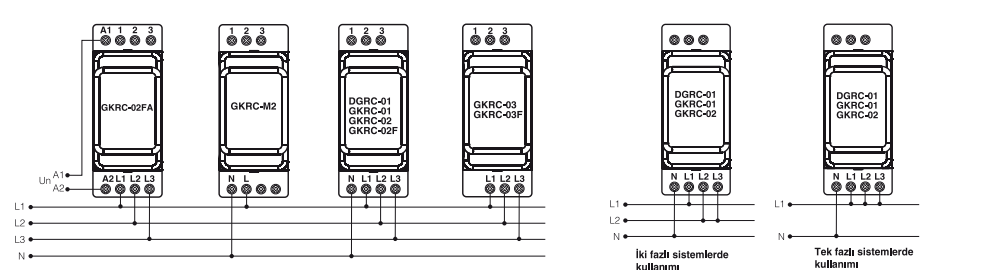 A1 1 2 3
GKRC-02FA
A2 L1 L2 L3
Un A1
A2
1 2 3
GKRC-M2
N L
1 2 3
DGRC-01
GKRC-01
GKRC-02
GKRC-02F
N L1 L2 L3
1 2 3
GKRC-03
GKRC-03F
L1 L2 L3
L1
L2
L3
N
DGRC-01
GKRC-01
GKRC-02
N L1 L2 L3
L1
L2
N
İki fazlı sistemlerde
kullanımı
DGRC-01
GKRC-01
GKRC-02
N L1 L2 L3
L1
N
Tek fazlı sistemlerde
kullanımı